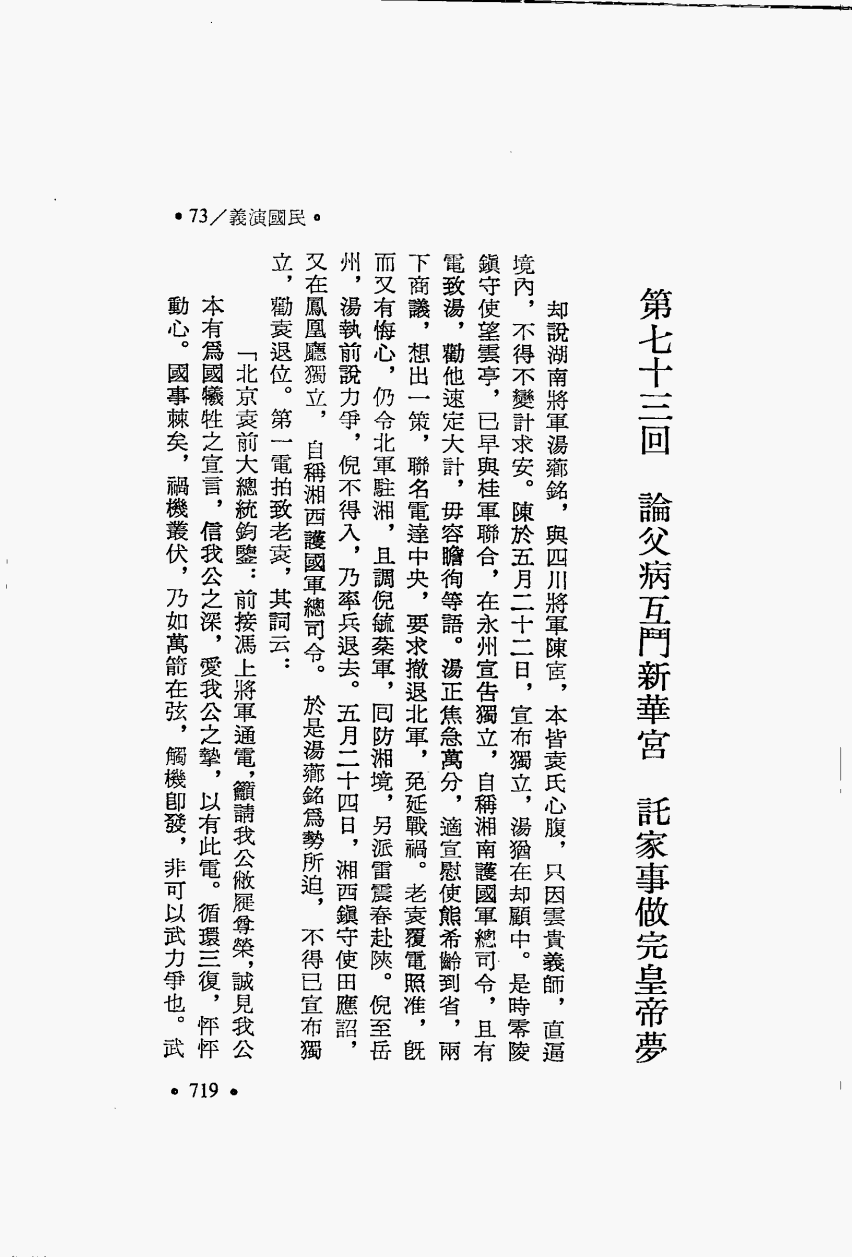 •73／義演國民•
第七十三回　論父病互鬥新華宮　託家事做完皇帝夢
却說湖南將軍湯薌銘，與四川將軍陳宧，本皆袁氏心腹，只因雲貴義師，直逼
境內，不得不變計求安。陳於五月二十二日，宣布獨立，湯猶在却顧中。是時零陵
鎮守使望雲亭，已早與桂軍聯合，在永州宣告獨立，自稱湘南護國軍總司令，且有
電致湯，勸他速定大計，毋容瞻徇等語。湯正焦急萬分，適宣慰使熊希齡到省，兩
下商議，想出一策，聯名電達中央，要求撤退北軍，免延戰禍。老袁覆電照准，旣
而又有悔心，仍令北軍駐湘，且調倪毓棻軍，回防湘境，另派雷震春赴陝。倪至岳
州，湯執前說力爭，倪不得入，乃率兵退去。五月二十四日，湘西鎮守使田應詔，
又在鳳凰廳獨立，自稱湘西護國軍總司令。於是湯薌銘爲勢所迫，不得已宣布獨
立，勸袁退位。第一電拍致老袁，其詞云：
「北京袁前大總統鈞鑒：前接馮上將軍通電，籲請我公敝屣尊榮，誠見我公
本有爲國犧牲之宣言，信我公之深，愛我公之摯，以有此電。循環三復，怦怦
動心。國事棘矣，禍機叢伏，乃如萬箭在弦，觸機卽發，非可以武力爭也。武
•719•